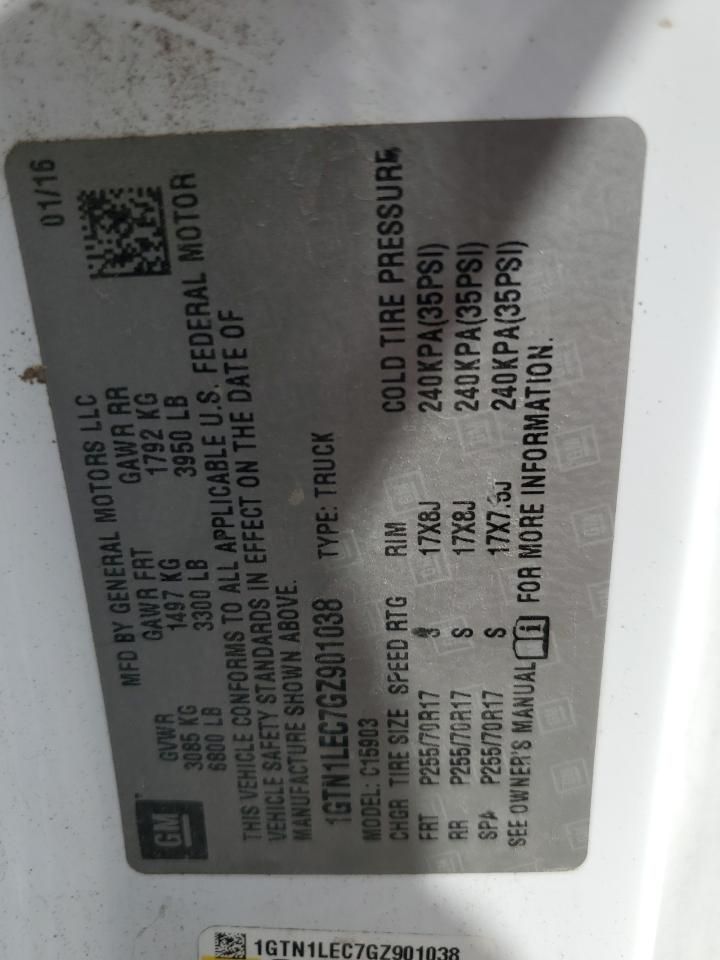 GM
MFD BY GENERAL MOTORS LLC 01/16
GVWR GAWR FRT GAWR RR
3085 KG 1497 KG 1792 KG
6800 LB 3300 LB 3950 LB
THIS VEHICLE CONFORMS TO ALL APPLICABLE U.S. FEDERAL MOTOR
VEHICLE SAFETY STANDARDS IN EFFECT ON THE DATE OF
MANUFACTURE SHOWN ABOVE.
1GTN1LEC7GZ901038 TYPE: TRUCK
MODEL: C15903
CHGR TIRE SIZE SPEED RTG RIM COLD TIRE PRESSURE
FRT P255/70R17 S 17X8J 240KPA(35PSI)
RR P255/70R17 S 17X8J 240KPA(35PSI)
SPA P255/70R17 S 17X7.5J 240KPA(35PSI)
SEE OWNER'S MANUAL i FOR MORE INFORMATION.
1GTN1LEC7GZ901038